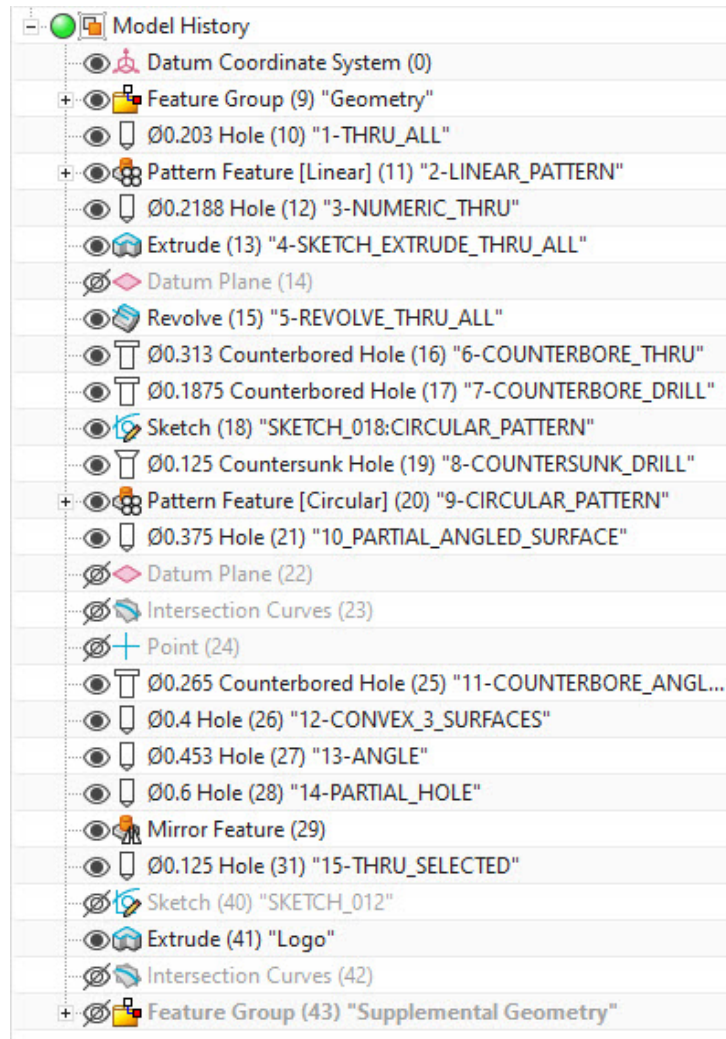 Model History
Datum Coordinate System (0)
Feature Group (9) "Geometry"
Ø0.203 Hole (10) "1-THRU_ALL"
Pattern Feature [Linear] (11) "2-LINEAR_PATTERN"
Ø0.2188 Hole (12) "3-NUMERIC_THRU"
Extrude (13) "4-SKETCH_EXTRUDE_THRU_ALL"
Datum Plane (14)
Revolve (15) "5-REVOLVE_THRU_ALL"
Ø0.313 Counterbored Hole (16) "6-COUNTERBORE_THRU"
Ø0.1875 Counterbored Hole (17) "7-COUNTERBORE_DRILL"
Sketch (18) "SKETCH_018:CIRCULAR_PATTERN"
Ø0.125 Countersunk Hole (19) "8-COUNTERSUNK_DRILL"
Pattern Feature [Circular] (20) "9-CIRCULAR_PATTERN"
Ø0.375 Hole (21) "10_PARTIAL_ANGLED_SURFACE"
Datum Plane (22)
Intersection Curves (23)
Point (24)
Ø0.265 Counterbored Hole (25) "11-COUNTERBORE_ANGL...
Ø0.4 Hole (26) "12-CONVEX_3_SURFACES"
Ø0.453 Hole (27) "13-ANGLE"
Ø0.6 Hole (28) "14-PARTIAL_HOLE"
Mirror Feature (29)
Ø0.125 Hole (31) "15-THRU_SELECTED"
Sketch (40) "SKETCH_012"
Extrude (41) "Logo"
Intersection Curves (42)
Feature Group (43) "Supplemental Geometry"